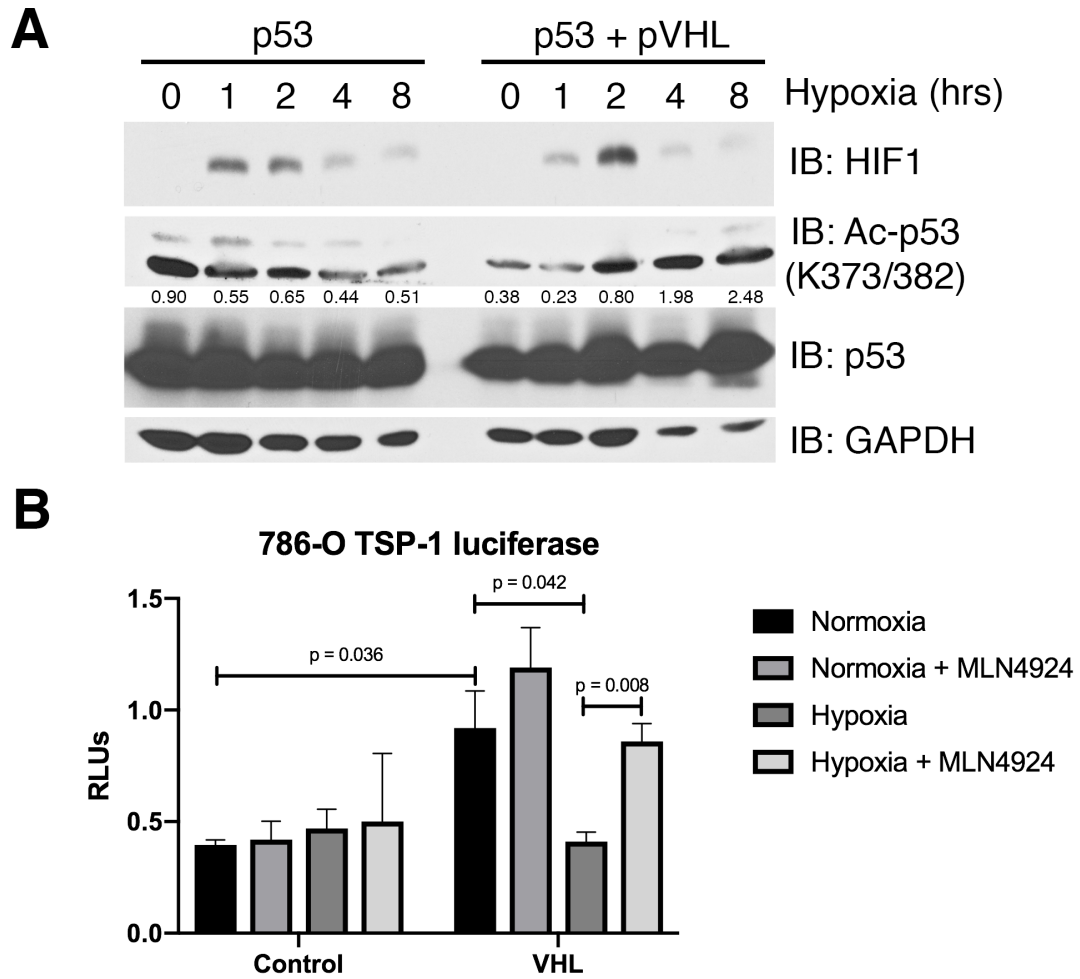 A
p53
p53 + pVHL
0 1 2 4 8 0 1 2 4 8 Hypoxia (hrs)
IB: HIF1
IB: Ac-p53
(K373/382)
0.90 0.55 0.65 0.44 0.51 0.38 0.23 0.80 1.98 2.48
IB: p53
IB: GAPDH
B
786-O TSP-1 luciferase
p = 0.042
p = 0.036
p = 0.008
RLUs
1.5
1.0
0.5
0.0
Control
VHL
Normoxia
Normoxia + MLN4924
Hypoxia
Hypoxia + MLN4924